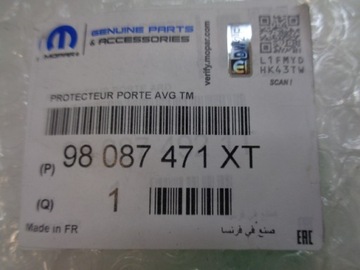 MOPAR
GENUINE PARTS
& ACCESSORIES
verify.mopar.com
L1FMYD
HK43TW
SCAN!
PROTECTEUR PORTE AVG TM
(P) 98 087 471 XT
(Q) 1
Made in FR
صنع في فرنسا
EAC